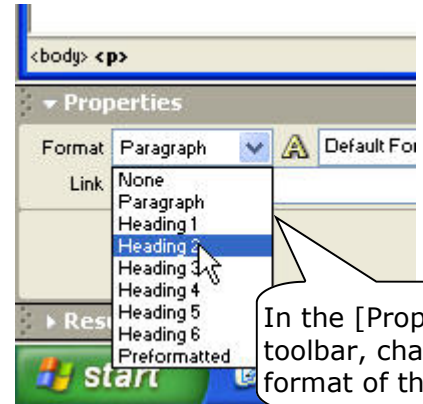 <body> <p>
Properties
Format Paragraph Default For
Link None
Paragraph
Heading 1
Heading 2
Heading 3
Heading 4
Heading 5
Heading 6
Preformatted
Res
start
In the [Prop
toolbar, cha
format of th